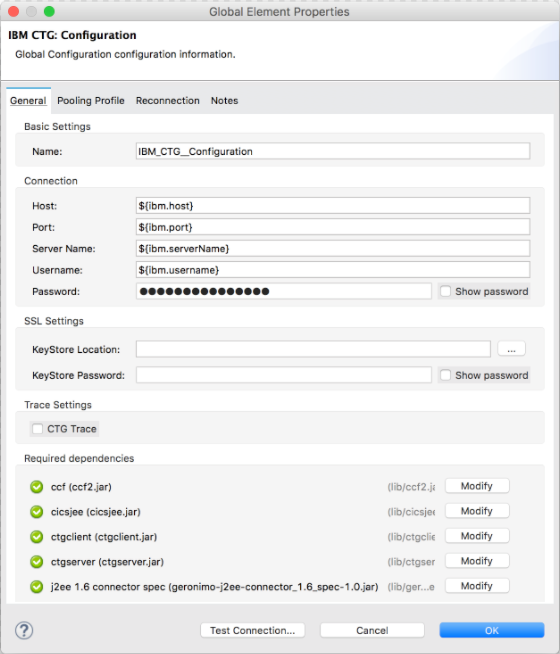 Global Element Properties
IBM CTG: Configuration
Global Configuration configuration information.
General Pooling Profile Reconnection Notes
Basic Settings
Name: IBM_CTG__Configuration
Connection
Host: ${ibm.host}
Port: ${ibm.port}
Server Name: ${ibm.serverName}
Username: ${ibm.username}
Password: ●●●●●●●●●●●●●●● Show password
SSL Settings
KeyStore Location: ...
KeyStore Password: Show password
Trace Settings
CTG Trace
Required dependencies
ccf (ccf2.jar) (lib/ccf2.ja Modify
cicsjee (cicsjee.jar) (lib/cicsjee Modify
ctgclient (ctgclient.jar) (lib/ctgclie Modify
ctgserver (ctgserver.jar) (lib/ctgser Modify
j2ee 1.6 connector spec (geronimo-j2ee-connector_1.6_spec-1.0.jar) (lib/ger...e Modify
? Test Connection... Cancel OK